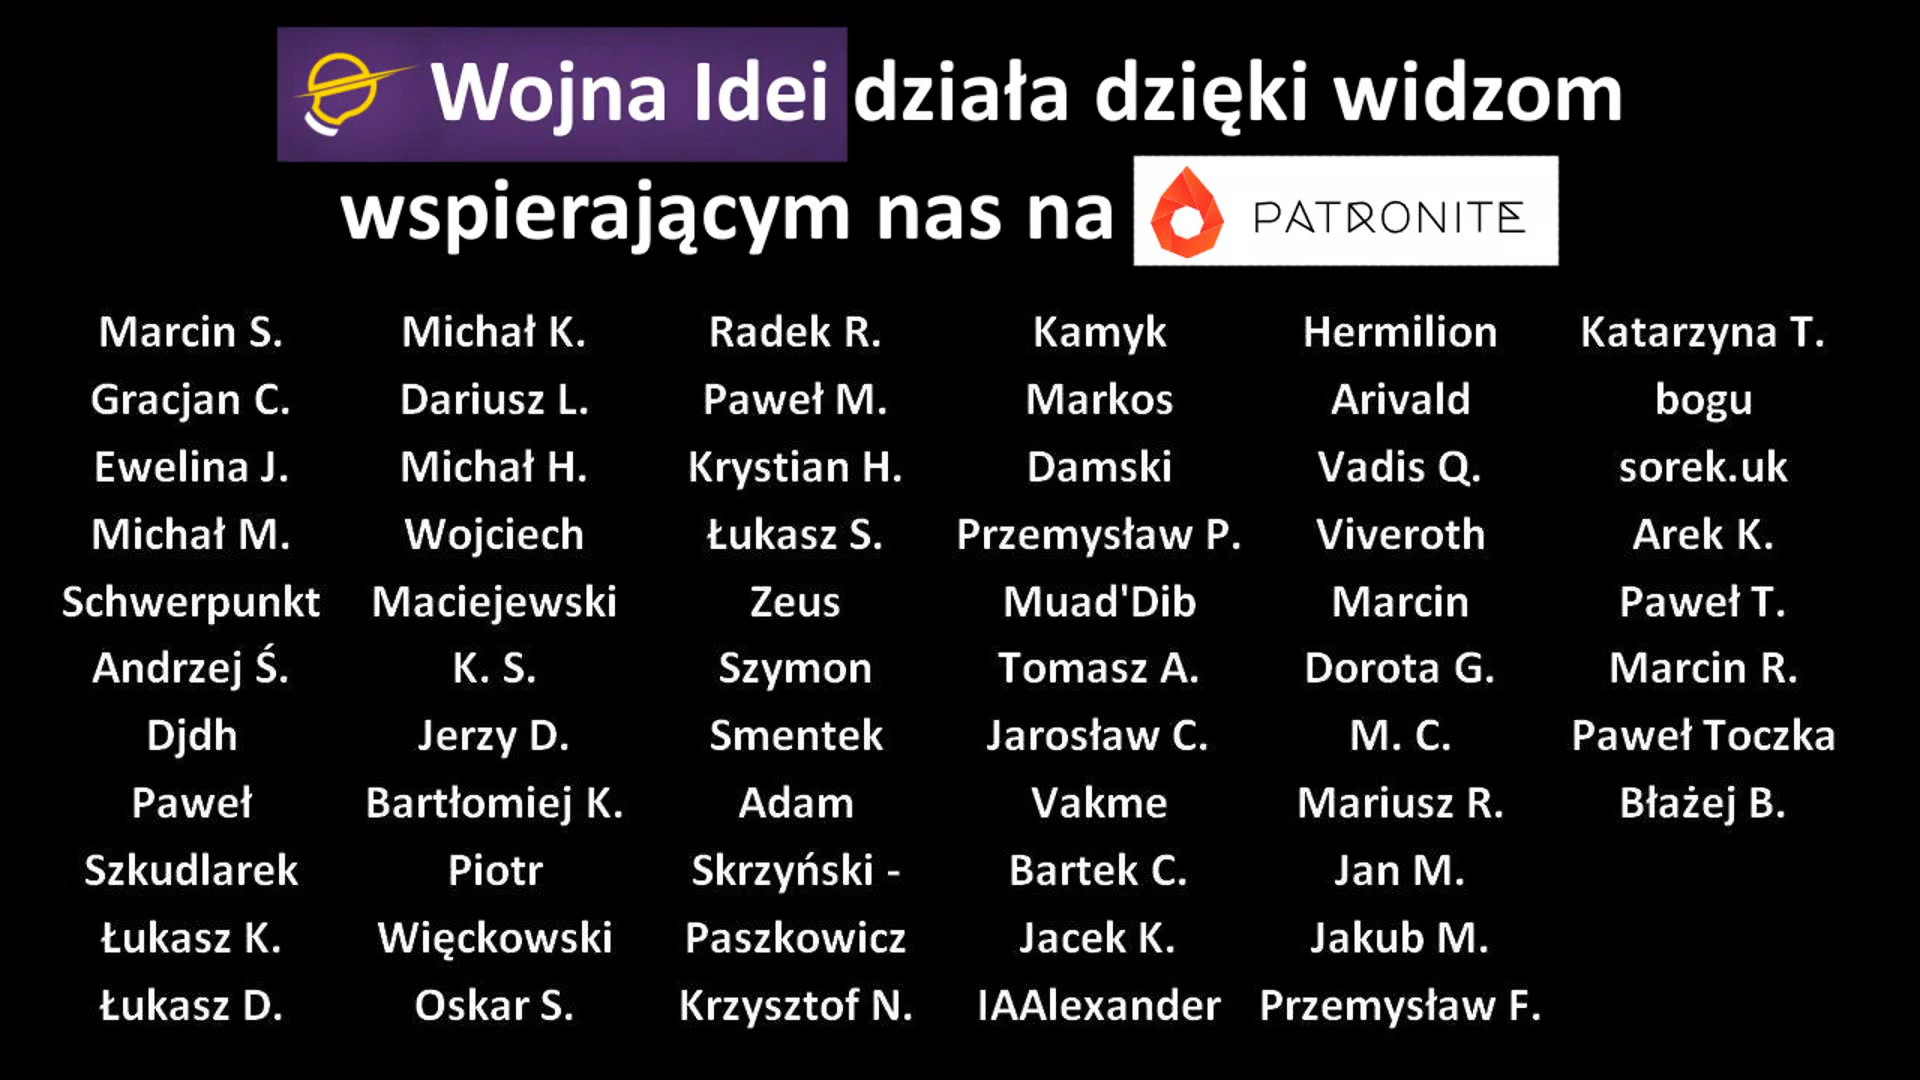 Wojna Idei działa dzięki widzom
wspierającym nas na PATRONITE
Marcin S.
Gracjan C.
Ewelina J.
Michał M.
Schwerpunkt
Andrzej Ś.
Djdh
Paweł
Szkudlarek
Łukasz K.
Łukasz D.
Michał K.
Dariusz L.
Michał H.
Wojciech
Maciejewski
K. S.
Jerzy D.
Bartłomiej K.
Piotr
Więckowski
Oskar S.
Radek R.
Paweł M.
Krystian H.
Łukasz S.
Zeus
Szymon
Smentek
Adam
Skrzyński -
Paszkowicz
Krzysztof N.
Kamyk
Markos
Damski
Przemysław P.
Muad'Dib
Tomasz A.
Jarosław C.
Vakme
Bartek C.
Jacek K.
IAAlexander
Hermilion
Arivald
Vadis Q.
Viveroth
Marcin
Dorota G.
M. C.
Mariusz R.
Jan M.
Jakub M.
Przemysław F.
Katarzyna T.
bogu
sorek.uk
Arek K.
Paweł T.
Marcin R.
Paweł Toczka
Błażej B.